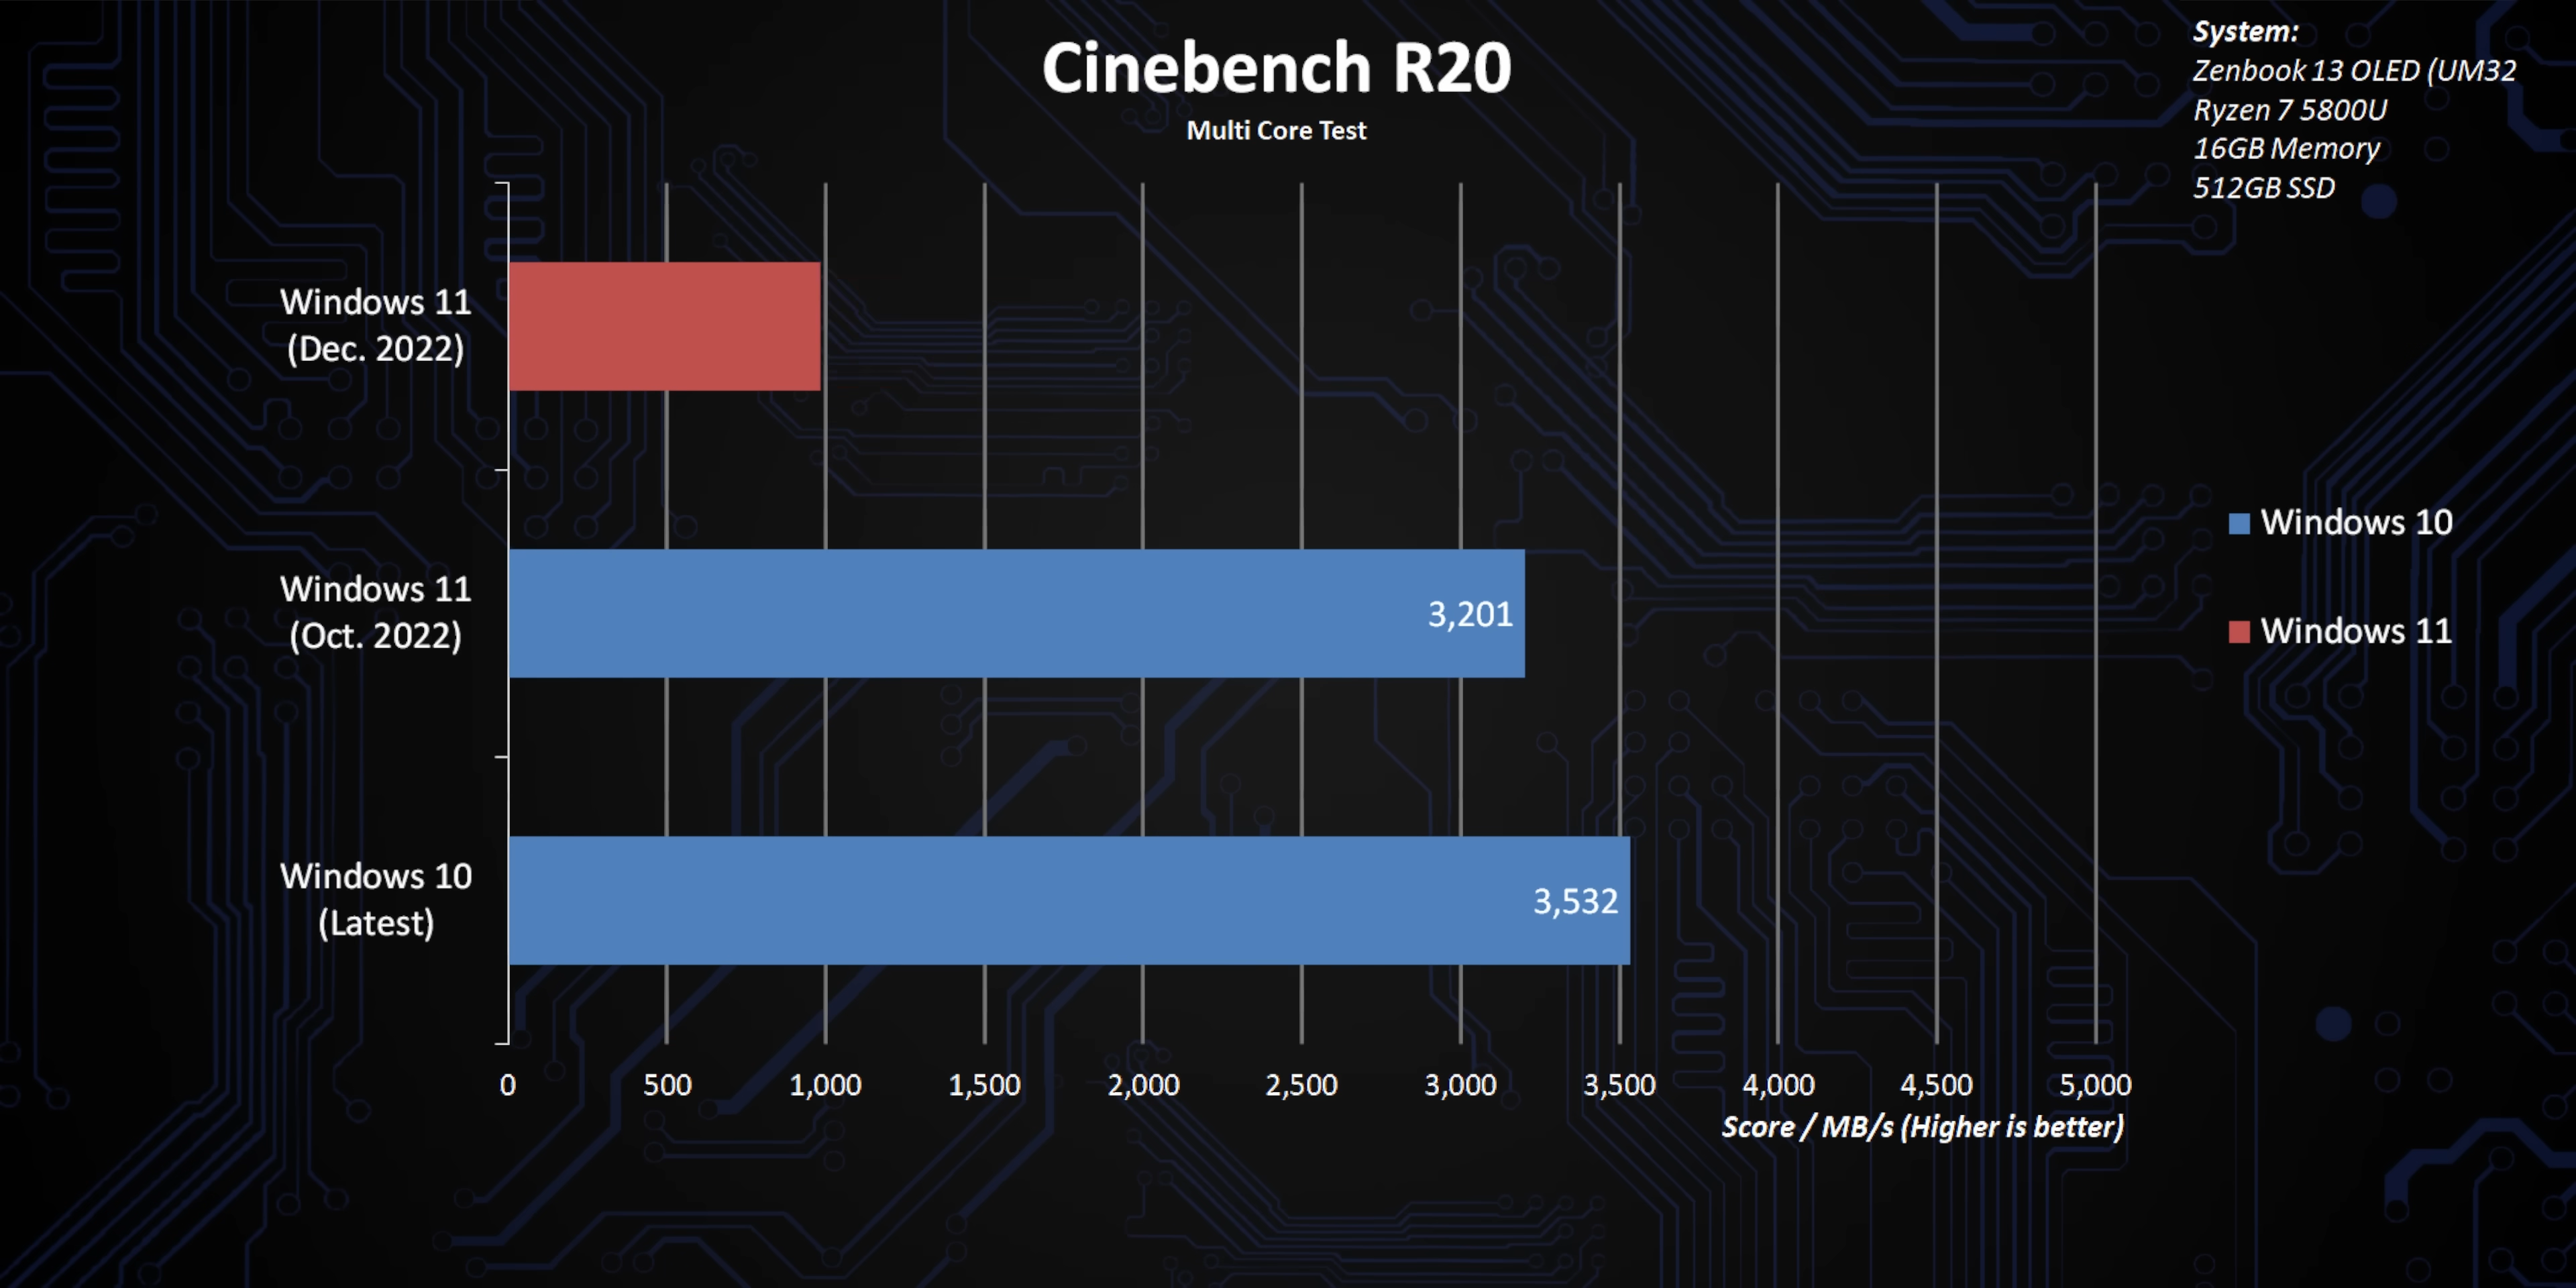 Cinebench R20
Multi Core Test
System:
Zenbook 13 OLED (UM32
Ryzen 7 5800U
16GB Memory
512GB SSD
Windows 11
(Dec. 2022)
Windows 11
(Oct. 2022)
3,201
Windows 10
(Latest)
3,532
Windows 10
Windows 11
0 500 1,000 1,500 2,000 2,500 3,000 3,500 4,000 4,500 5,000
Score / MB/s (Higher is better)